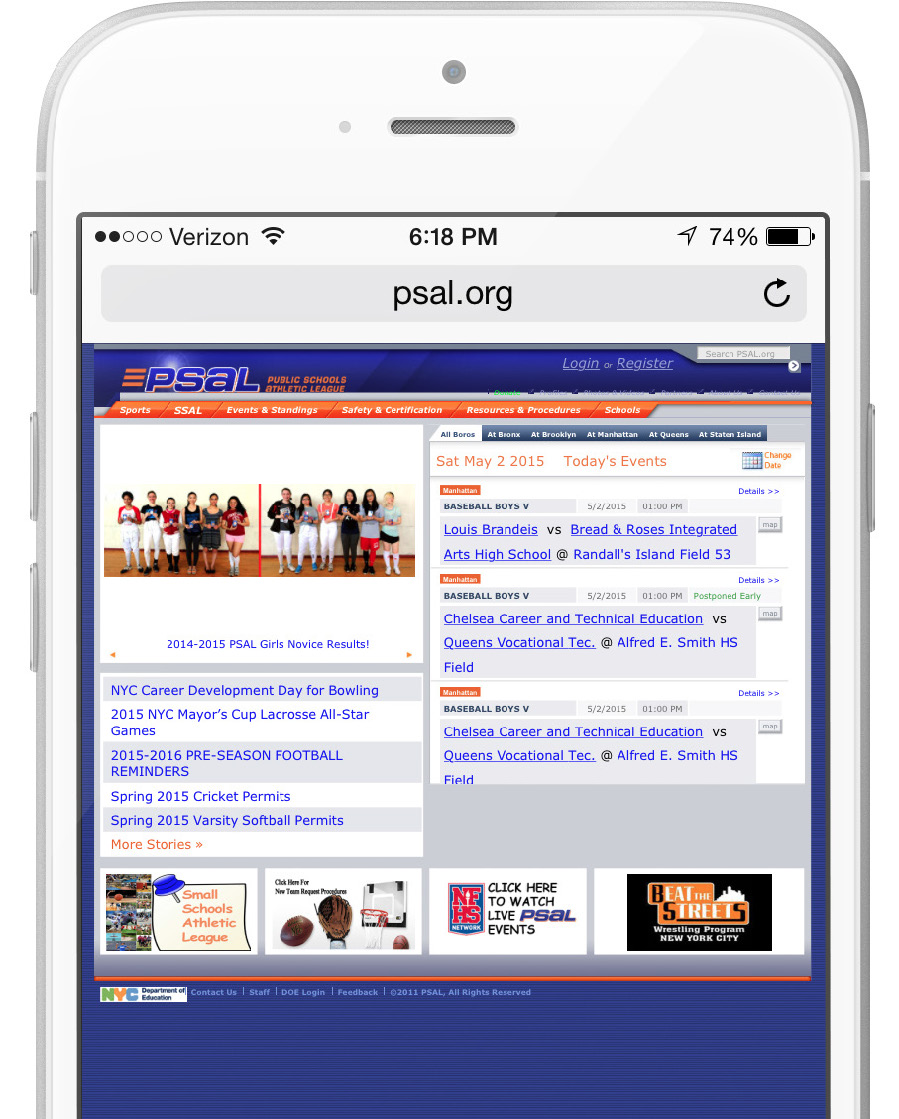 Verizon 6:18 PM 74%
psal.org
Search PSAL.org
Login or Register
PSAL PUBLIC SCHOOLS
ATHLETIC LEAGUE
Sports SSAL Events & Standings Safety & Certification Resources & Procedures Schools
All Boros At Bronx At Brooklyn At Manhattan At Queens At Staten Island
Sat May 2 2015 Today's Events Change
Date
Manhattan Details >>
BASEBALL BOYS V 5/2/2015 01:00 PM
Louis Brandeis vs Bread & Roses Integrated map
Arts High School @ Randall's Island Field 53
Manhattan Details >>
BASEBALL BOYS V 5/2/2015 01:00 PM Postponed Early
Chelsea Career and Technical Education vs map
Queens Vocational Tec. @ Alfred E. Smith HS
Field
Manhattan Details >>
BASEBALL BOYS V 5/2/2015 01:00 PM
Chelsea Career and Technical Education vs map
Queens Vocational Tec. @ Alfred E. Smith HS
Field
2014-2015 PSAL Girls Novice Results!
NYC Career Development Day for Bowling
2015 NYC Mayor's Cup Lacrosse All-Star
Games
2015-2016 PRE-SEASON FOOTBALL
REMINDERS
Spring 2015 Cricket Permits
Spring 2015 Varsity Softball Permits
More Stories »
Small
Schools
Athletic
League
Click Here For
New Team Request Procedures
NFHS
NETWORK
CLICK HERE
TO WATCH
LIVE PSAL
EVENTS
BEAT THE
STREETS
Wrestling Program
NEW YORK CITY
NYC Department of
Education
Contact Us | Staff | DOE Login | Feedback | ©2011 PSAL, All Rights Reserved